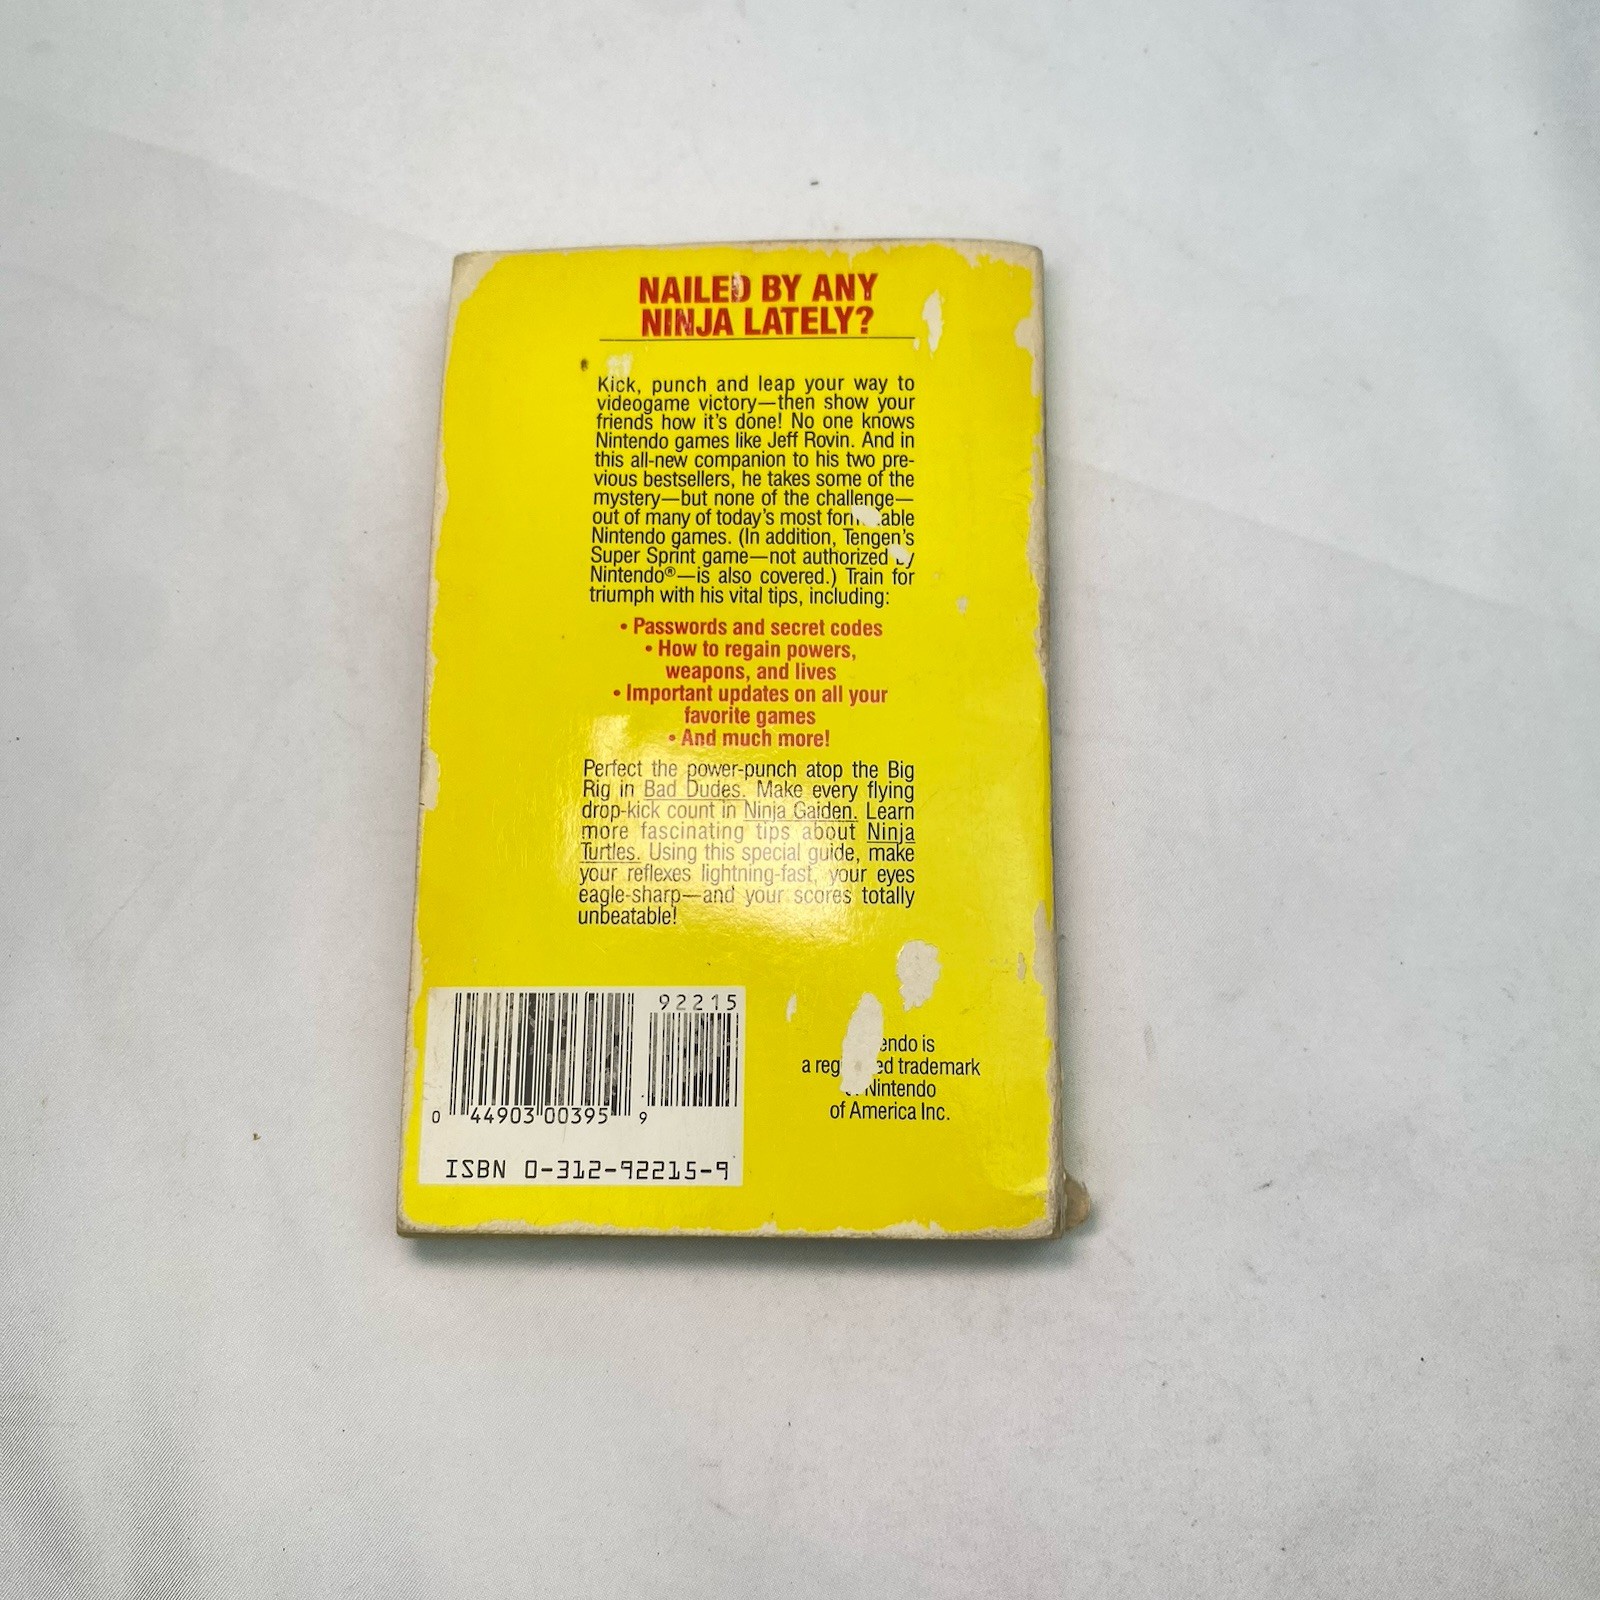 NAILED BY ANY
NINJA LATELY?
Kick, punch and leap your way to
videogame victory—then show your
friends how it's done! No one knows
Nintendo games like Jeff Rovin. And in
this all-new companion to his two pre-
vious bestsellers, he takes some of the
mystery—but none of the challenge—
out of many of today's most
Nintendo games. (In addition, Tengen's
Super Sprint game—not authorized by
Nintendo®—is also covered.) Train for
triumph with his vital tips, including:
• Passwords and secret codes
• How to regain powers,
weapons, and lives
• Important updates on all your
favorite games
• And much more!
Perfect the power-punch atop the Big
Rig in Bad Dudes. Make every flying
drop-kick count in Ninja Gaiden. Learn
more fascinating tips about Ninja
Turtles. Using this special guide, make
your reflexes lightning-fast, your eyes
eagle-sharp—and your scores totally
unbeatable!
92215
0 44903 00395 9
ISBN 0-312-92215-9
is
a trademark
Nintendo
of America Inc.